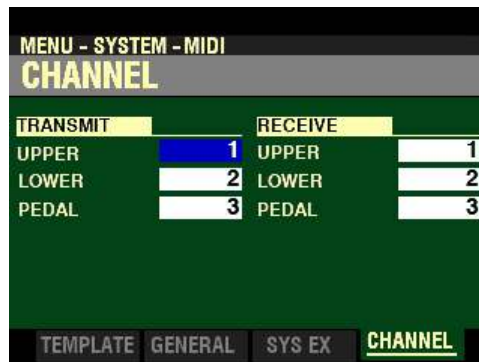 MENU - SYSTEM - MIDI
CHANNEL
TRANSMIT RECEIVE
UPPER 1 UPPER 1
LOWER 2 LOWER 2
PEDAL 3 PEDAL 3
TEMPLATE GENERAL SYS EX CHANNEL